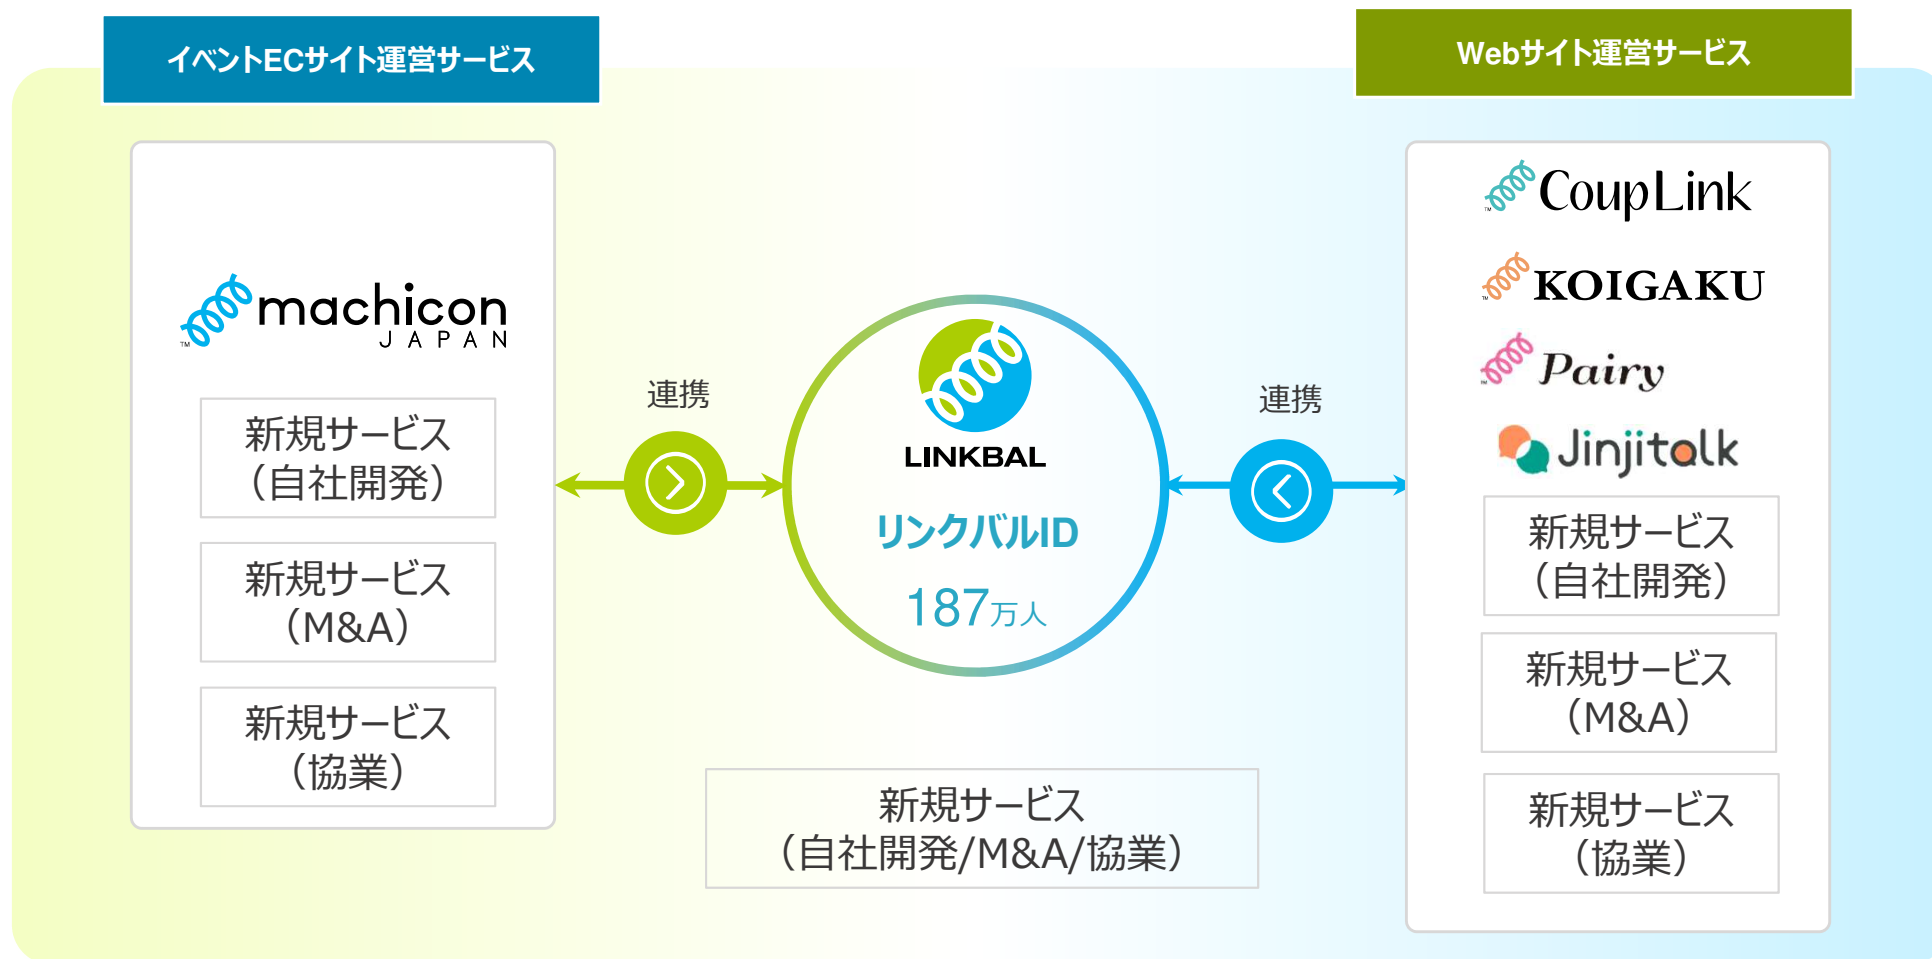 イベントECサイト運営サービス
Webサイト運営サービス
machicon
JAPAN
TM
新規サービス
（自社開発）
新規サービス
（M&A）
新規サービス
（協業）
連携
LINKBAL
リンクバルID
187万人
連携
新規サービス
（自社開発/M&A/協業）
CoupLink
TM
KOIGAKU
TM
Pairy
TM
Jinjitalk
新規サービス
（自社開発）
新規サービス
（M&A）
新規サービス
（協業）